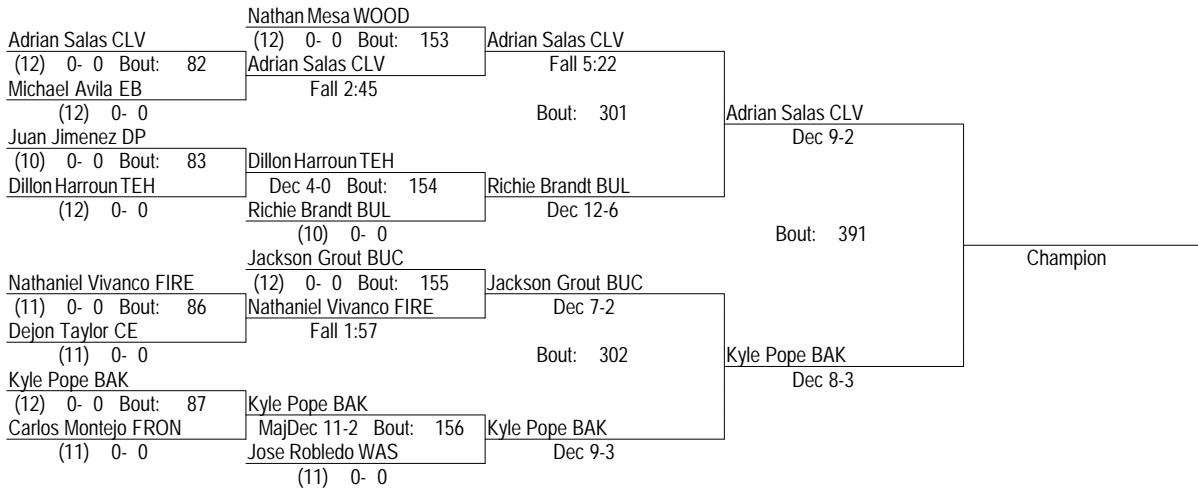 Nathan Mesa WOOD
Adrian Salas CLV
(12) 0- 0 Bout: 153
Adrian Salas CLV
(12) 0- 0 Bout: 82
Adrian Salas CLV
Fall 5:22
Michael Avila EB
Fall 2:45
(12) 0- 0
Bout: 301
Adrian Salas CLV
Juan Jimenez DP
Dec 9-2
(10) 0- 0 Bout: 83
Dillon Harroun TEH
Dillon Harroun TEH
Dec 4-0 Bout: 154
Richie Brandt BUL
(12) 0- 0
Richie Brandt BUL
Dec 12-6
(10) 0- 0
Bout: 391
Jackson Grout BUC
Champion
Nathaniel Vivanco FIRE
(12) 0- 0 Bout: 155
Jackson Grout BUC
(11) 0- 0 Bout: 86
Nathaniel Vivanco FIRE
Dec 7-2
Dejon Taylor CE
Fall 1:57
(11) 0- 0
Bout: 302
Kyle Pope BAK
Kyle Pope BAK
Dec 8-3
(12) 0- 0 Bout: 87
Kyle Pope BAK
Carlos Montejo FRON
MajDec 11-2 Bout: 156
Kyle Pope BAK
(11) 0- 0
Jose Robledo WAS
Dec 9-3
(11) 0- 0